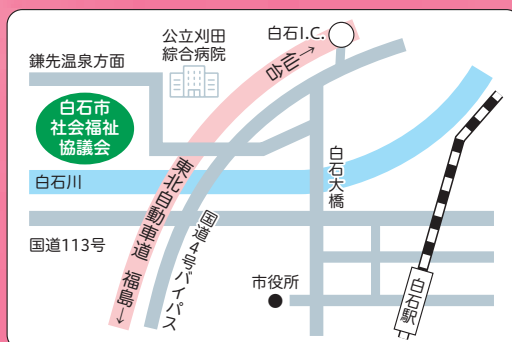 公立刈田
綜合病院
白石I.C.
←仙台
鎌先温泉方面
白石市
社会福祉
協議会
白石川
白石大橋
東北自動車道 福島→
国道4号バイパス
国道113号
市役所
白石駅